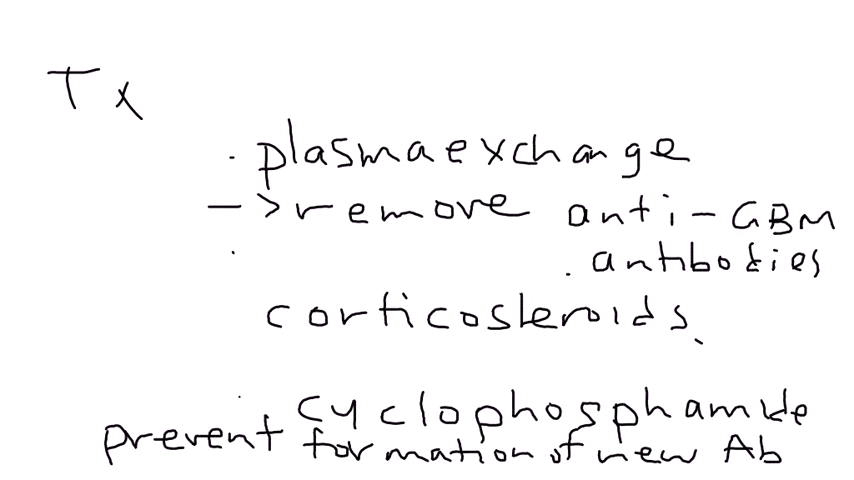 Tx
. plasmaexchange
-> remove anti-GBM
. antibodies
corticosteroids.
cyclophosphamide
prevent formation of new Ab